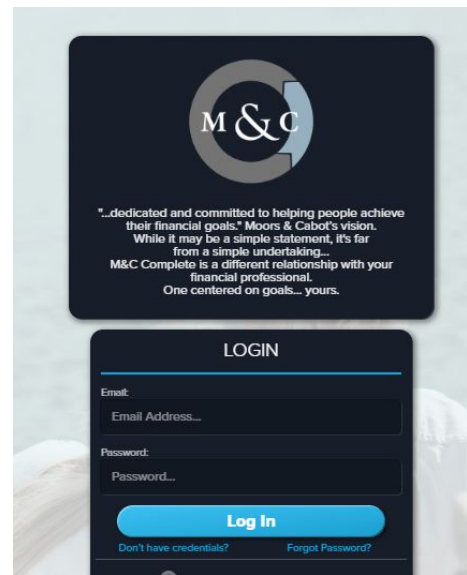 M & C
"...dedicated and committed to helping people achieve
their financial goals." Moors & Cabot's vision.
While it may be a simple statement, it's far
from a simple undertaking...
M&C Complete is a different relationship with your
financial professional.
One centered on goals... yours.
LOGIN
Email:
Email Address...
Password:
Password...
Log In
Don't have credentials? Forgot Password?